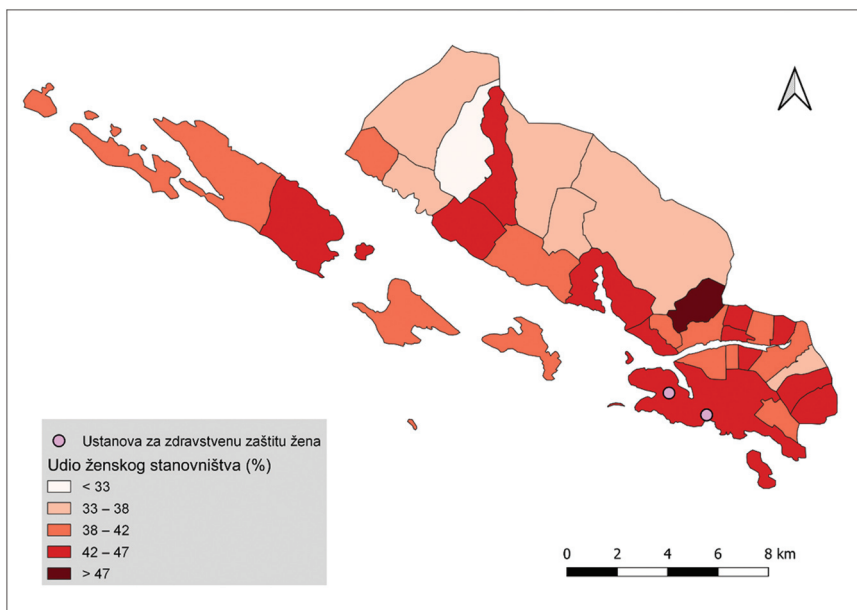 Ustanova za zdravstvenu zaštitu žena
Udio ženskog stanovništva (%)
< 33
33 – 38
38 – 42
42 – 47
> 47
0 2 4 6 8 km